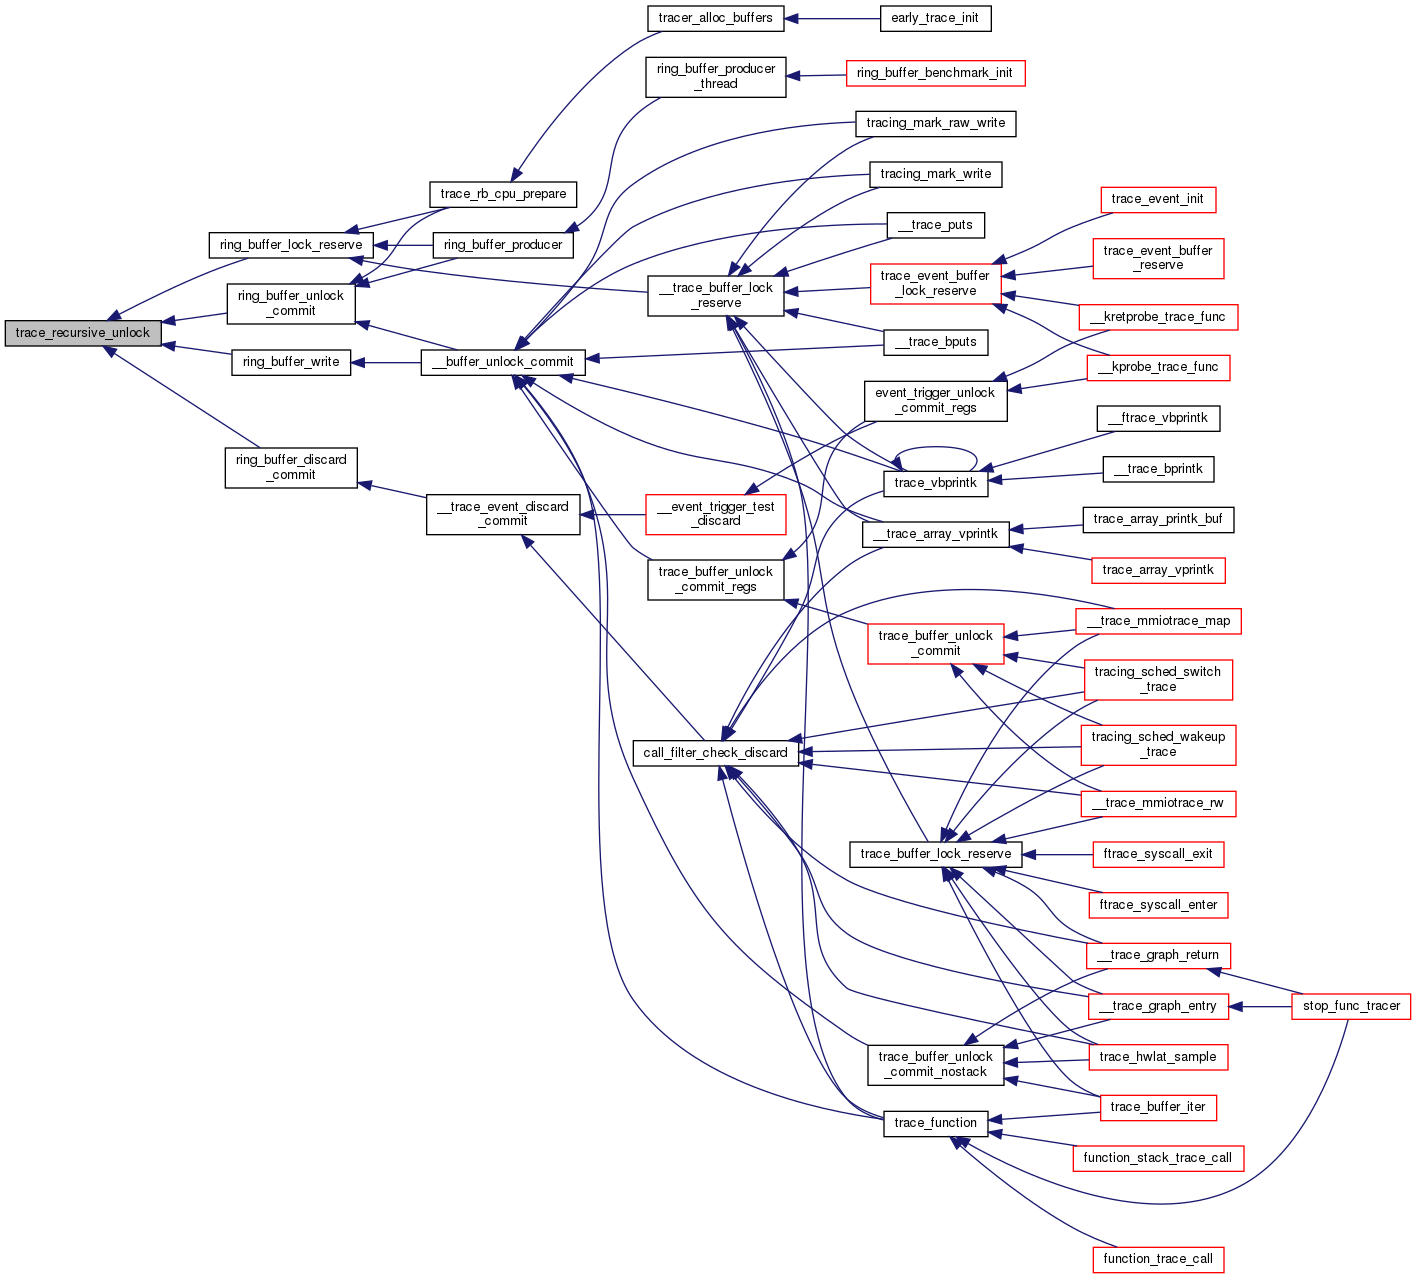 tracer_alloc_buffers
early_trace_init
ring_buffer_producer
_thread
ring_buffer_benchmark_init
tracing_mark_raw_write
tracing_mark_write
trace_rb_cpu_prepare
trace_event_init
__trace_puts
ring_buffer_lock_reserve
ring_buffer_producer
trace_event_buffer
_reserve
trace_event_buffer
_lock_reserve
__trace_buffer_lock
_reserve
ring_buffer_unlock
_commit
__kretprobe_trace_func
trace_recursive_unlock
__trace_bputs
ring_buffer_write
__buffer_unlock_commit
__kprobe_trace_func
event_trigger_unlock
_commit_regs
__ftrace_vbprintk
ring_buffer_discard
_commit
__trace_bprintk
trace_vbprintk
__trace_event_discard
_commit
__event_trigger_test
_discard
trace_array_printk_buf
__trace_array_vprintk
trace_array_vprintk
trace_buffer_unlock
_commit_regs
__trace_mmiotrace_map
trace_buffer_unlock
_commit
tracing_sched_switch
_trace
tracing_sched_wakeup
_trace
call_filter_check_discard
__trace_mmiotrace_rw
trace_buffer_lock_reserve
ftrace_syscall_exit
ftrace_syscall_enter
__trace_graph_return
__trace_graph_entry
stop_func_tracer
trace_buffer_unlock
_commit_nostack
trace_hwlat_sample
trace_buffer_iter
trace_function
function_stack_trace_call
function_trace_call